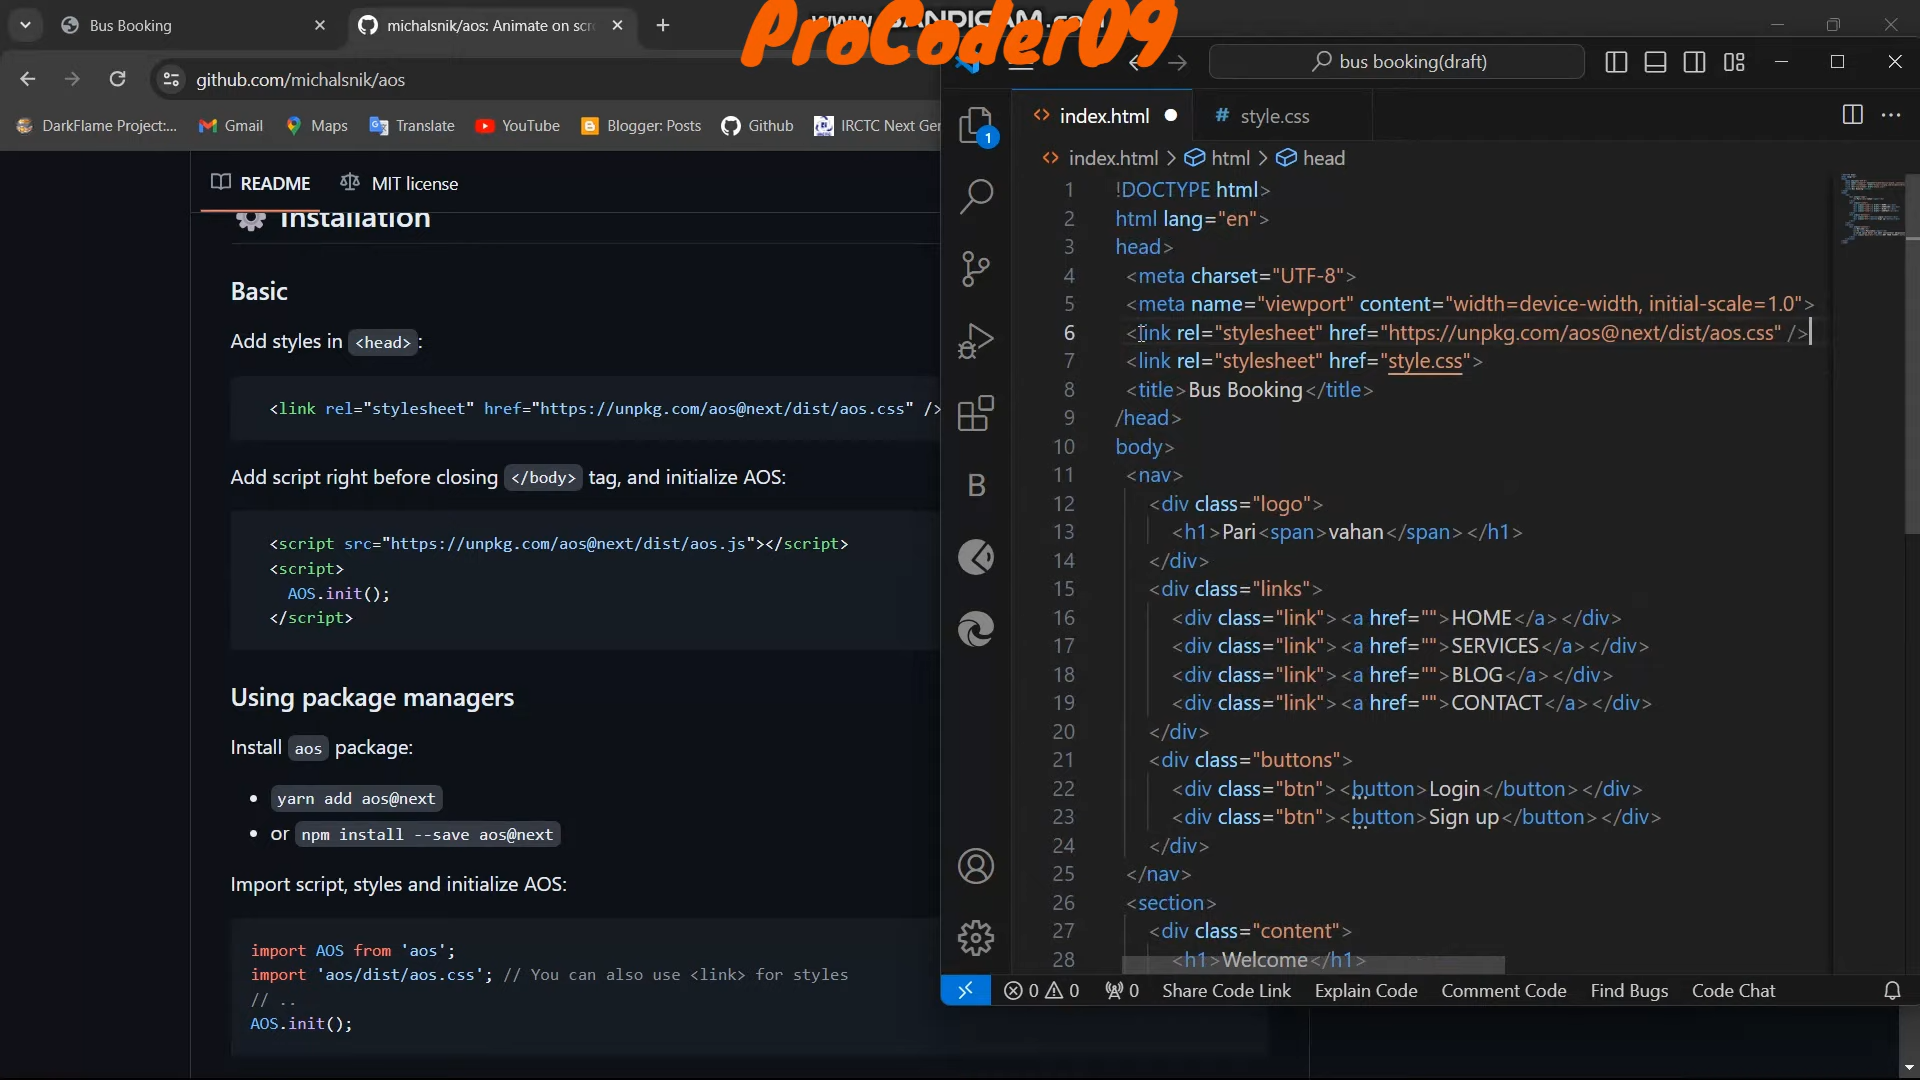 Bus Booking
michalsnik/aos: Animate on scr
www.BANDICAM.com
ProCoder09
github.com/michalsnik/aos
DarkFlame Project:...
Gmail
Maps
Translate
YouTube
Blogger: Posts
Github
IRCTC Next Ger
README
MIT license
Installation
Basic
Add styles in <head>:
<link rel="stylesheet" href="https://unpkg.com/aos@next/dist/aos.css" />
Add script right before closing </body> tag, and initialize AOS:
<script src="https://unpkg.com/aos@next/dist/aos.js"></script>
<script>
AOS.init();
</script>
Using package managers
Install aos package:
yarn add aos@next
or npm install --save aos@next
Import script, styles and initialize AOS:
import AOS from 'aos';
import 'aos/dist/aos.css'; // You can also use <link> for styles
// ..
AOS.init();
bus booking(draft)
1
index.html
# style.css
index.html > html > head
1 !DOCTYPE html>
2 html lang="en">
3 head>
4 <meta charset="UTF-8">
5 <meta name="viewport" content="width=device-width, initial-scale=1.0">
6 <link rel="stylesheet" href="https://unpkg.com/aos@next/dist/aos.css" />
7 <link rel="stylesheet" href="style.css">
8 <title>Bus Booking</title>
9 /head>
10 body>
11 <nav>
12 <div class="logo">
13 <h1>Pari<span>vahan</span></h1>
14 </div>
15 <div class="links">
16 <div class="link"><a href="">HOME</a></div>
17 <div class="link"><a href="">SERVICES</a></div>
18 <div class="link"><a href="">BLOG</a></div>
19 <div class="link"><a href="">CONTACT</a></div>
20 </div>
21 <div class="buttons">
22 <div class="btn"><button>Login</button></div>
23 <div class="btn"><button>Sign up</button></div>
24 </div>
25 </nav>
26 <section>
27 <div class="content">
28 <h1>Welcome</h1>
B
0 0
0
Share Code Link
Explain Code
Comment Code
Find Bugs
Code Chat